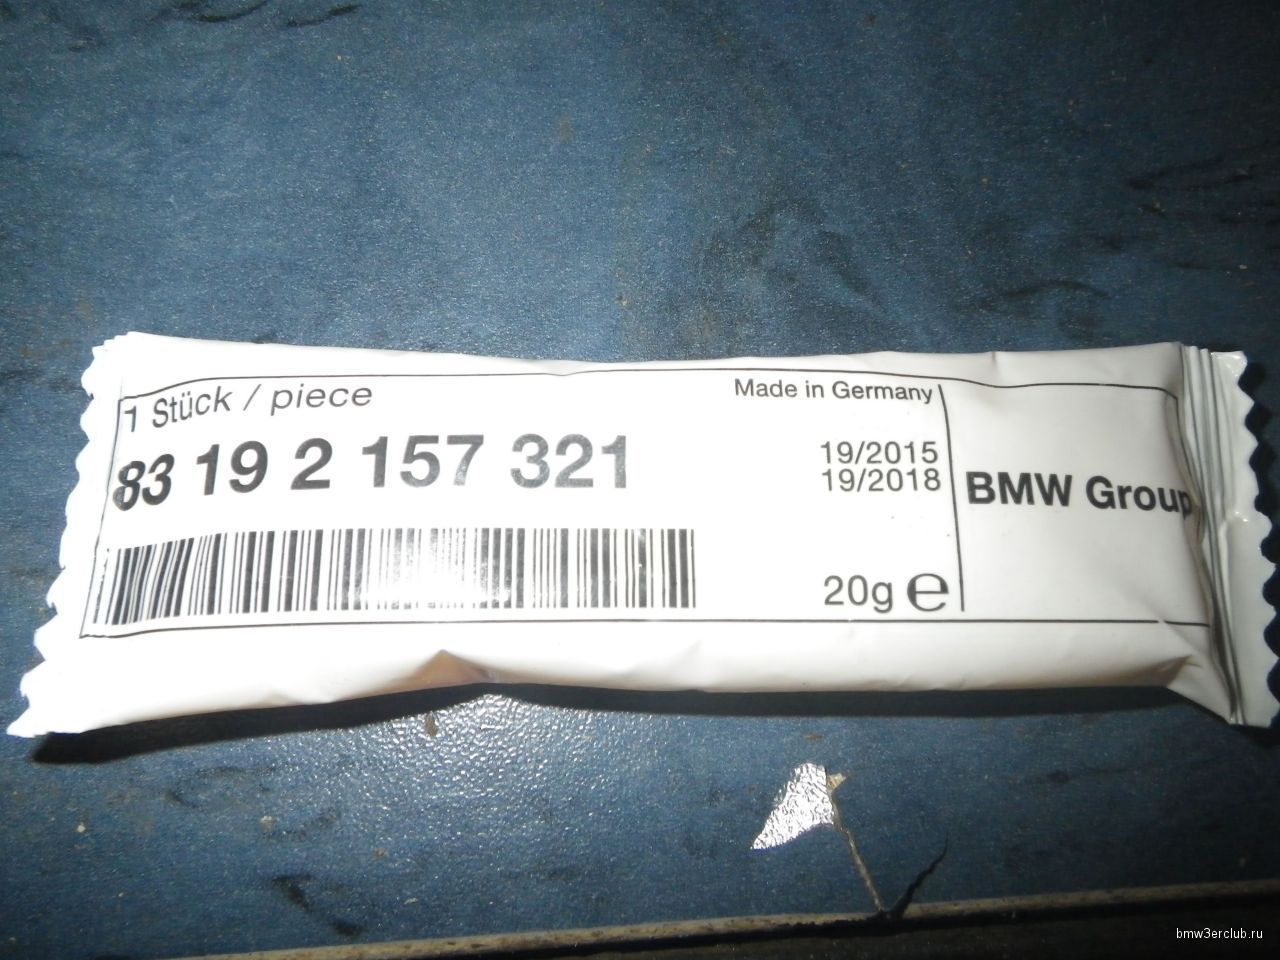 1 Stück / piece
Made in Germany
83 19 2 157 321
19/2015
19/2018
BMW Group
20g ℮
bmw3erclub.ru